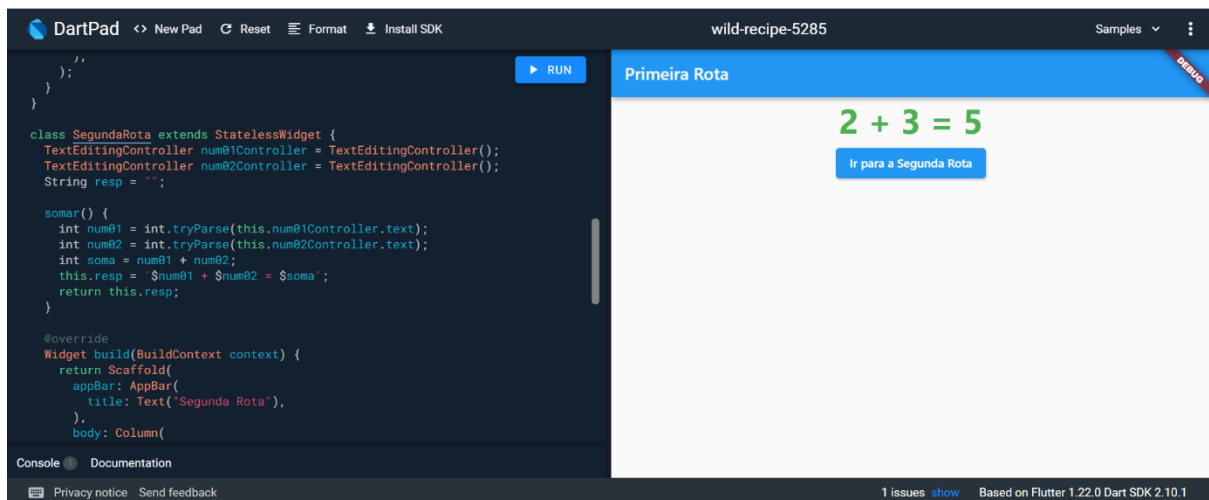 DartPad <> New Pad Reset Format Install SDK wild-recipe-5285 Samples
),
);
}
}
class SegundaRota extends StatelessWidget {
TextEditingController num01Controller = TextEditingController();
TextEditingController num02Controller = TextEditingController();
String resp = "";
somar() {
int num01 = int.tryParse(this.num01Controller.text);
int num02 = int.tryParse(this.num02Controller.text);
int soma = num01 + num02;
this.resp = '$num01 + $num02 = $soma';
return this.resp;
}
@override
Widget build(BuildContext context) {
return Scaffold(
appBar: AppBar(
title: Text("Segunda Rota"),
),
body: Column(
RUN
Console 1 Documentation
Primeira Rota
DEBUG
2 + 3 = 5
Ir para a Segunda Rota
Privacy notice Send feedback 1 issues show Based on Flutter 1.22.0 Dart SDK 2.10.1